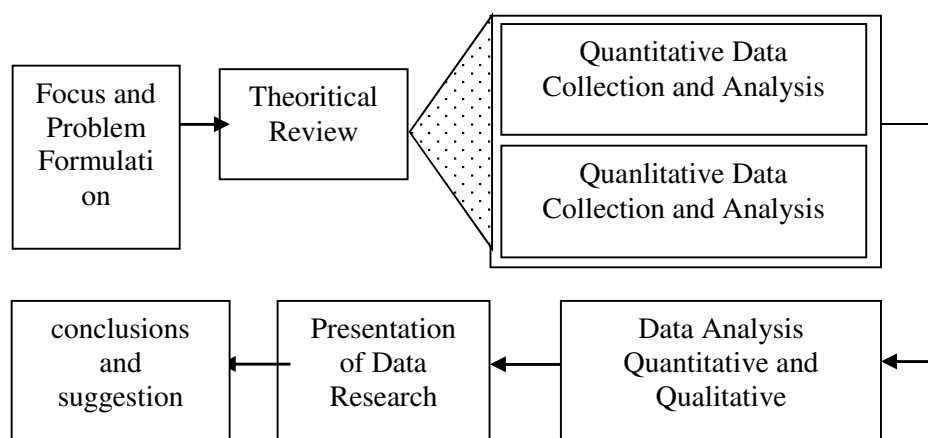 Focus and
Problem
Formulati
on
Theoritical
Review
Quantitative Data
Collection and Analysis
Quanlitative Data
Collection and Analysis
Data Analysis
Quantitative and
Qualitative
Presentation
of Data
Research
conclusions
and
suggestion